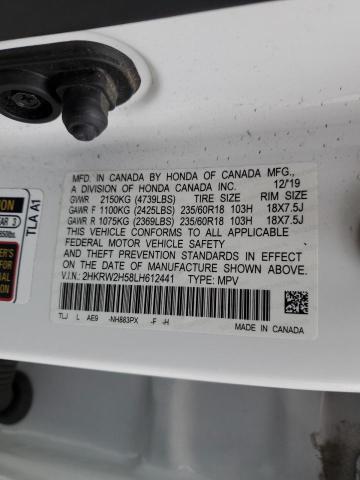 MFD. IN CANADA BY HONDA OF CANADA MFG.,
A DIVISION OF HONDA CANADA INC. 12/19
GVWR 2150KG (4739LBS) TIRE SIZE RIM SIZE
GAWR F 1100KG (2425LBS) 235/60R18 103H 18X7.5J
GAWR R 1075KG (2369LBS) 235/60R18 103H 18X7.5J
THIS VEHICLE CONFORMS TO ALL APPLICABLE
FEDERAL MOTOR VEHICLE SAFETY
AND THEFT PREVENTION STANDARDS IN EFFECT
ON THE DATE OF MANUFACTURE SHOWN ABOVE.
V.I.N.: 2HKRW2H58LH612441 TYPE: MPV
TLJ L AE9 -NH883PX -F -H
MADE IN CANADA
TLA A1